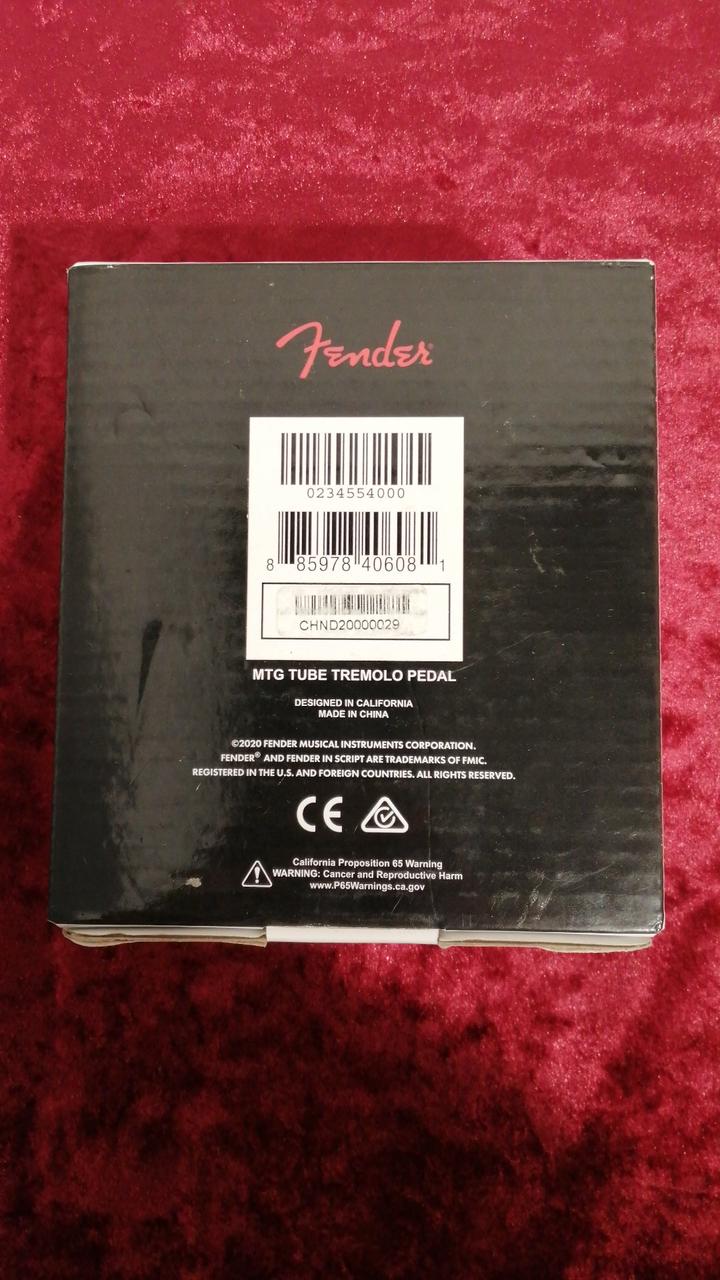 Fender®
0234554000
8 85978 40608 1
CHND20000029
MTG TUBE TREMOLO PEDAL
DESIGNED IN CALIFORNIA
MADE IN CHINA
©2020 FENDER MUSICAL INSTRUMENTS CORPORATION.
FENDER® AND FENDER IN SCRIPT ARE TRADEMARKS OF FMIC.
REGISTERED IN THE U.S. AND FOREIGN COUNTRIES. ALL RIGHTS RESERVED.
CE
California Proposition 65 Warning
WARNING: Cancer and Reproductive Harm
www.P65Warnings.ca.gov